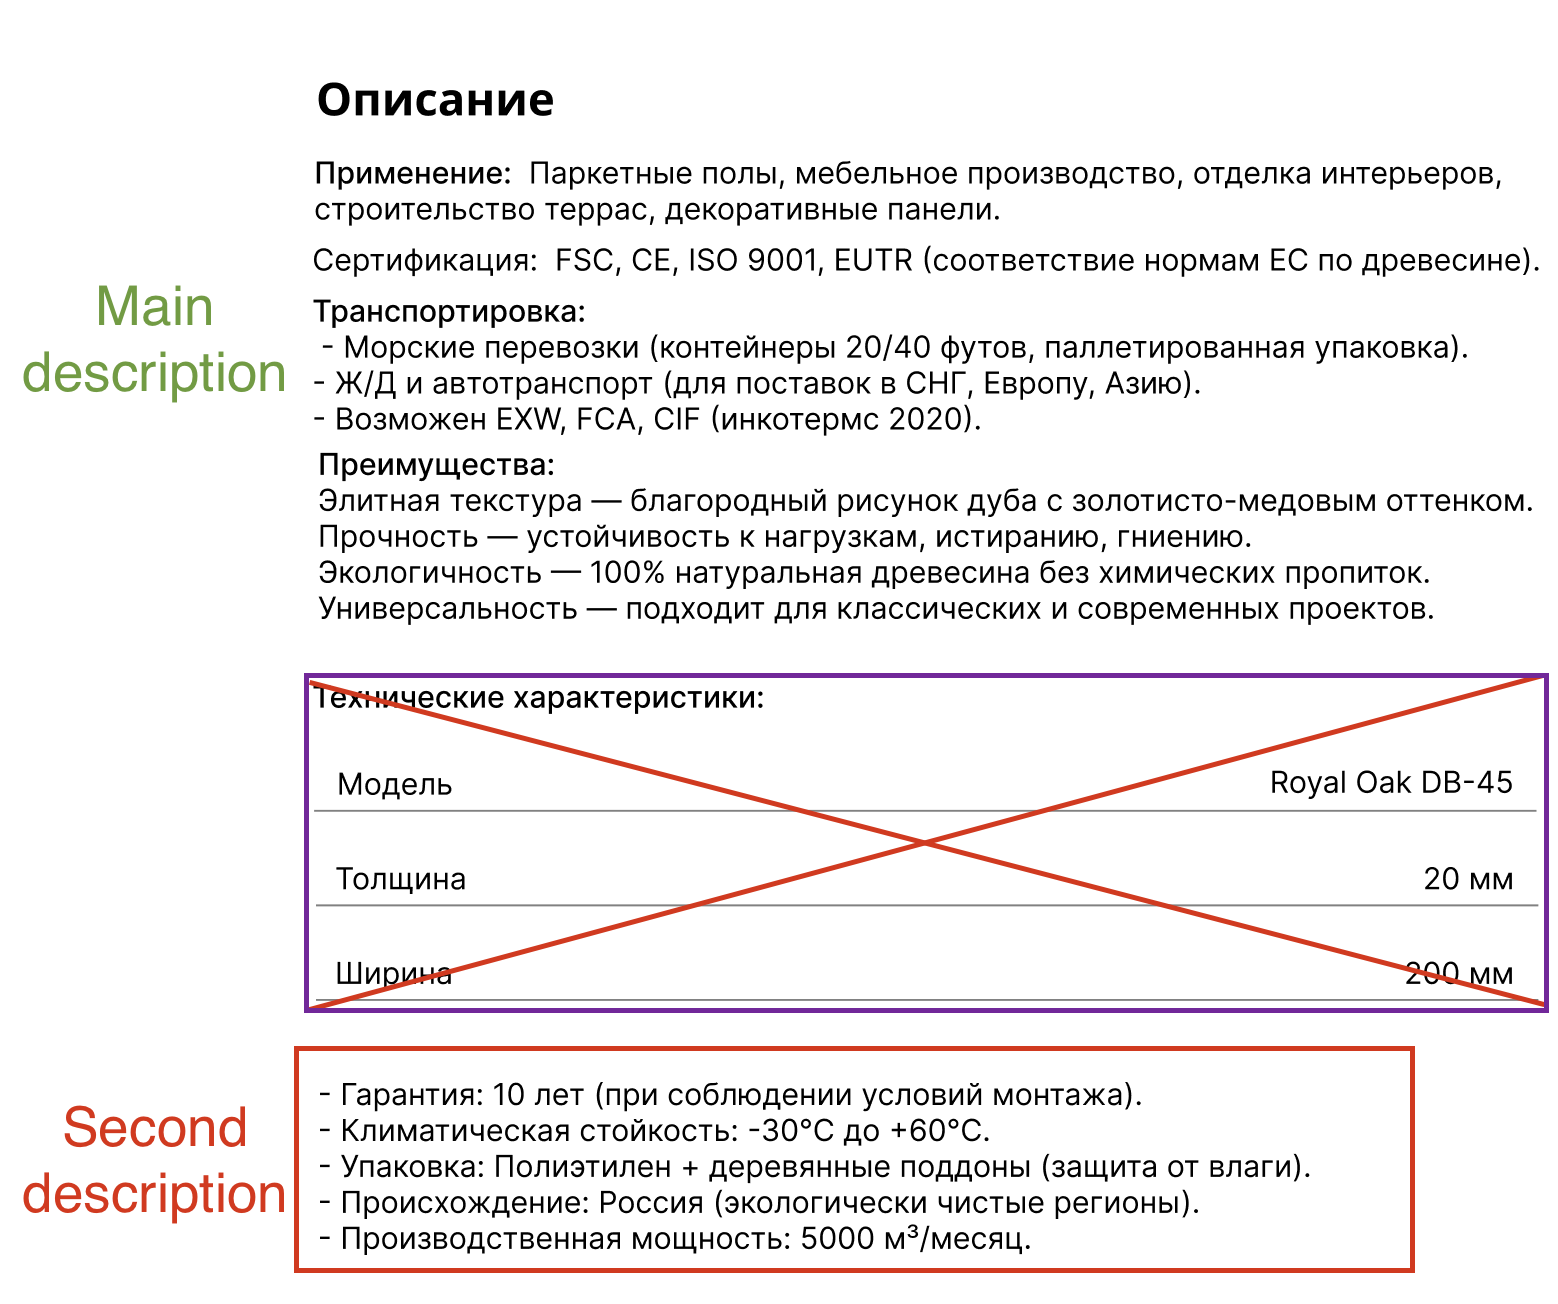 Описание
Применение: Паркетные полы, мебельное производство, отделка интерьеров,
строительство террас, декоративные панели.
Сертификация: FSC, CE, ISO 9001, EUTR (соответствие нормам ЕС по древесине).
Main
description
Транспортировка:
- Морские перевозки (контейнеры 20/40 футов, паллетированная упаковка).
- Ж/Д и автотранспорт (для поставок в СНГ, Европу, Азию).
- Возможен EXW, FCA, CIF (инкотермс 2020).
Преимущества:
Элитная текстура — благородный рисунок дуба с золотисто-медовым оттенком.
Прочность — устойчивость к нагрузкам, истиранию, гниению.
Экологичность — 100% натуральная древесина без химических пропиток.
Универсальность — подходит для классических и современных проектов.
Технические характеристики:
Модель Royal Oak DB-45
Толщина 20 мм
Ширина 200 мм
Second
description
- Гарантия: 10 лет (при соблюдении условий монтажа).
- Климатическая стойкость: -30°C до +60°C.
- Упаковка: Полиэтилен + деревянные поддоны (защита от влаги).
- Происхождение: Россия (экологически чистые регионы).
- Производственная мощность: 5000 м³/месяц.